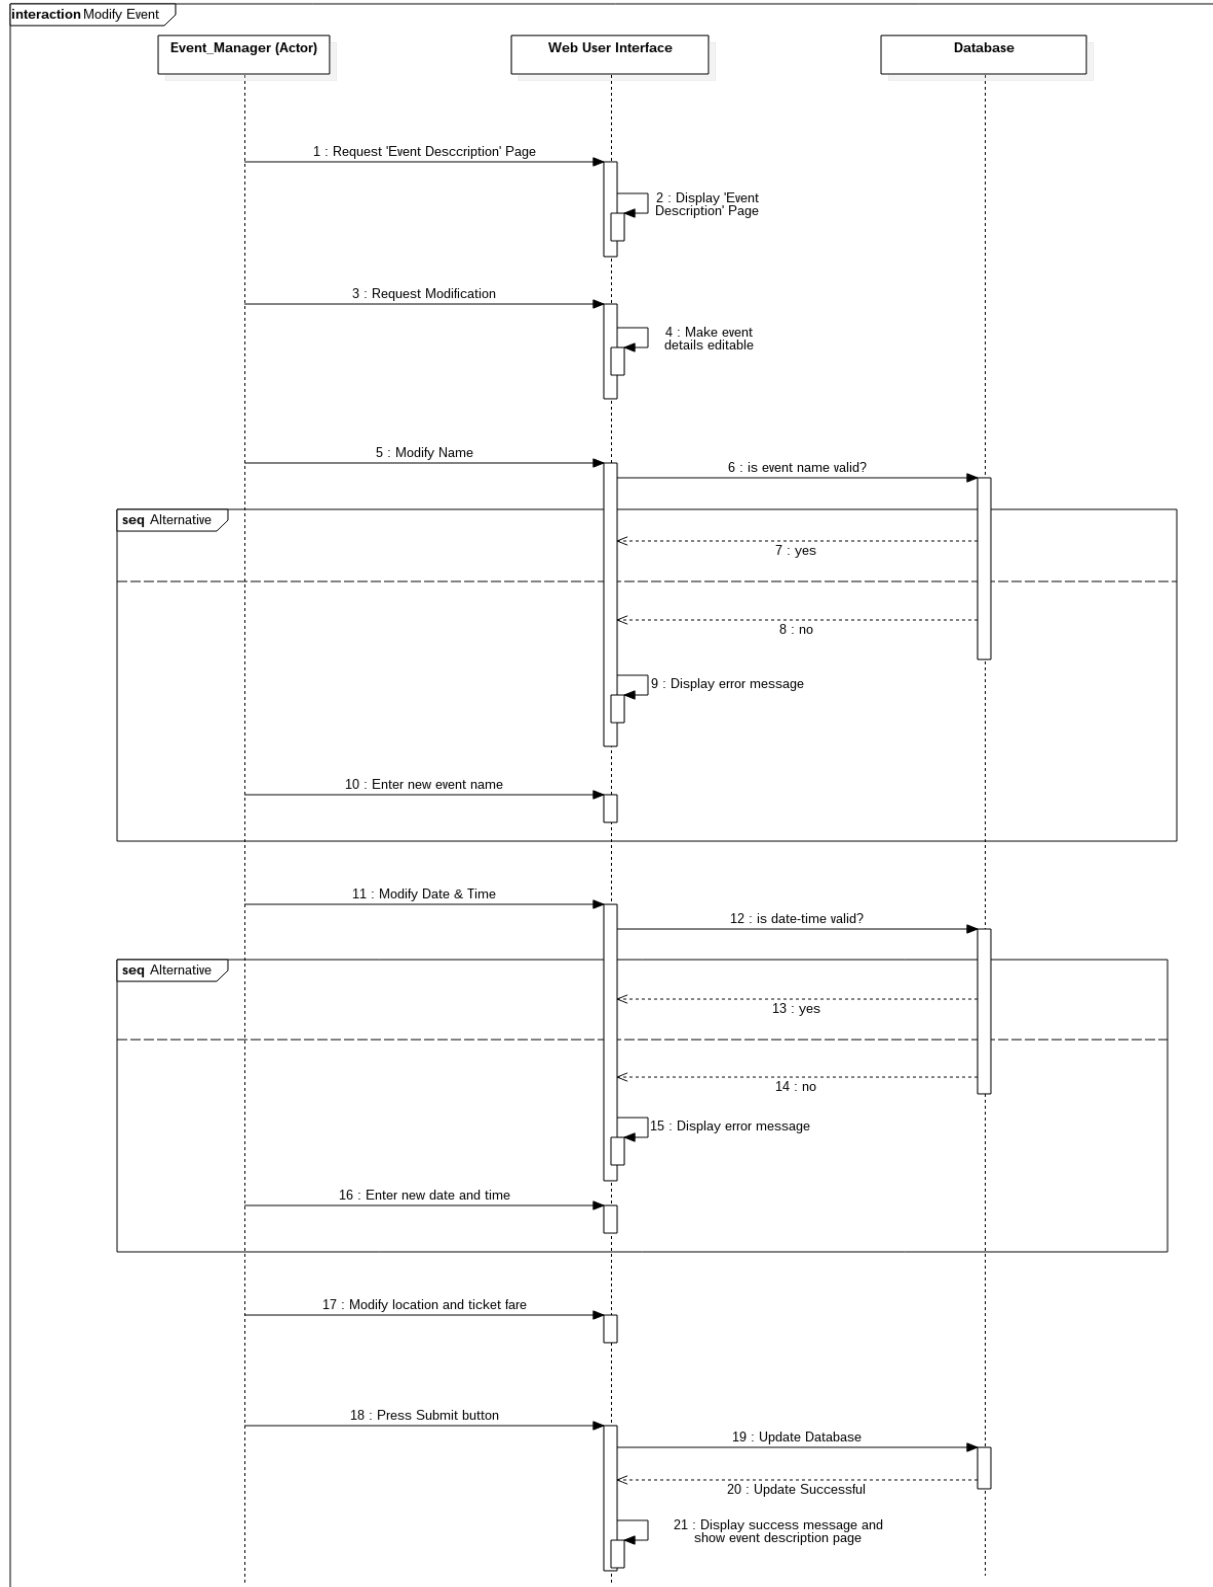 interaction Modify Event
Event_Manager (Actor)
Web User Interface
Database
1 : Request 'Event Desccription' Page
2 : Display 'Event
Description' Page
3 : Request Modification
4 : Make event
details editable
5 : Modify Name
6 : is event name valid?
seq Alternative
7 : yes
8 : no
9 : Display error message
10 : Enter new event name
11 : Modify Date & Time
12 : is date-time valid?
seq Alternative
13 : yes
14 : no
15 : Display error message
16 : Enter new date and time
17 : Modify location and ticket fare
18 : Press Submit button
19 : Update Database
20 : Update Successful
21 : Display success message and
show event description page